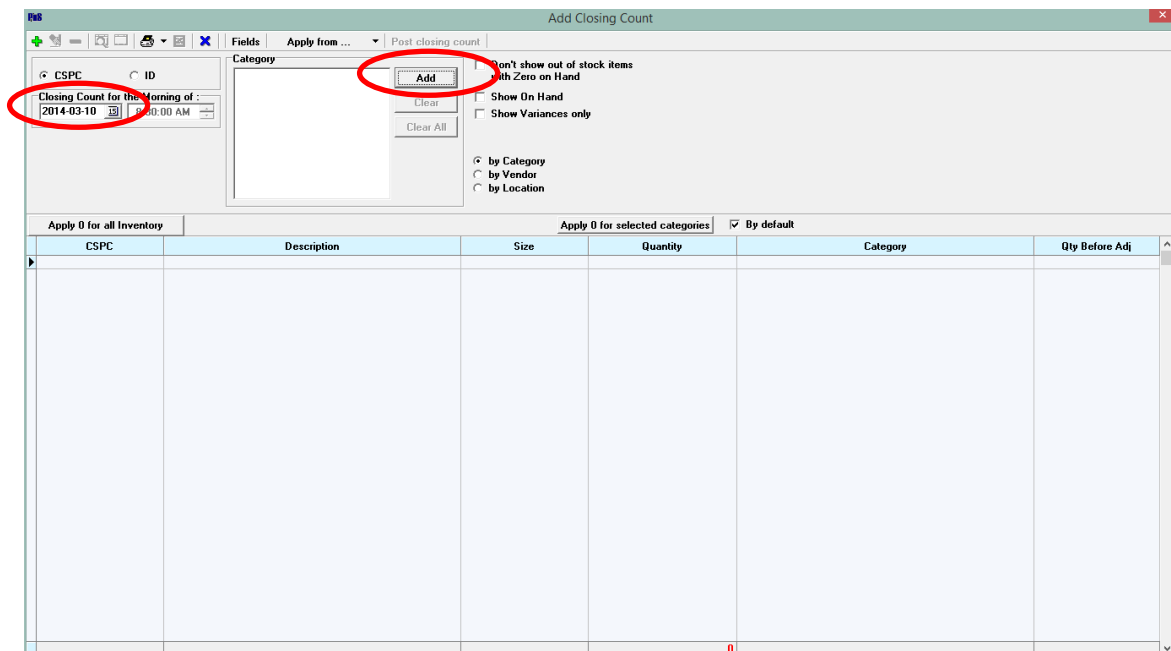 Add Closing Count
Fields Apply from ... Post closing count
CSPC ID
Closing Count for the Morning of :
2014-03-10 15 :00 AM
Category
Add
Clear
Clear All
Don't show out of stock items
with Zero on Hand
Show On Hand
Show Variances only
by Category
by Vendor
by Location
Apply 0 for all Inventory Apply 0 for selected categories By default
CSPC Description Size Quantity Category Qty Before Adj
0